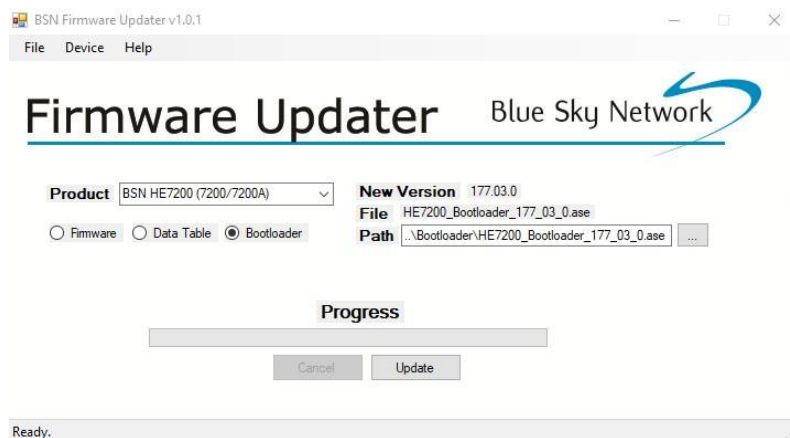 BSN Firmware Updater v1.0.1
File Device Help
Firmware Updater
Blue Sky Network
Product BSN HE7200 (7200/7200A)
New Version 177.03.0
File HE7200_Bootloader_177_03_0.ase
Firmware Data Table Bootloader
Path ..\Bootloader\HE7200_Bootloader_177_03_0.ase ...
Progress
Cancel Update
Ready.